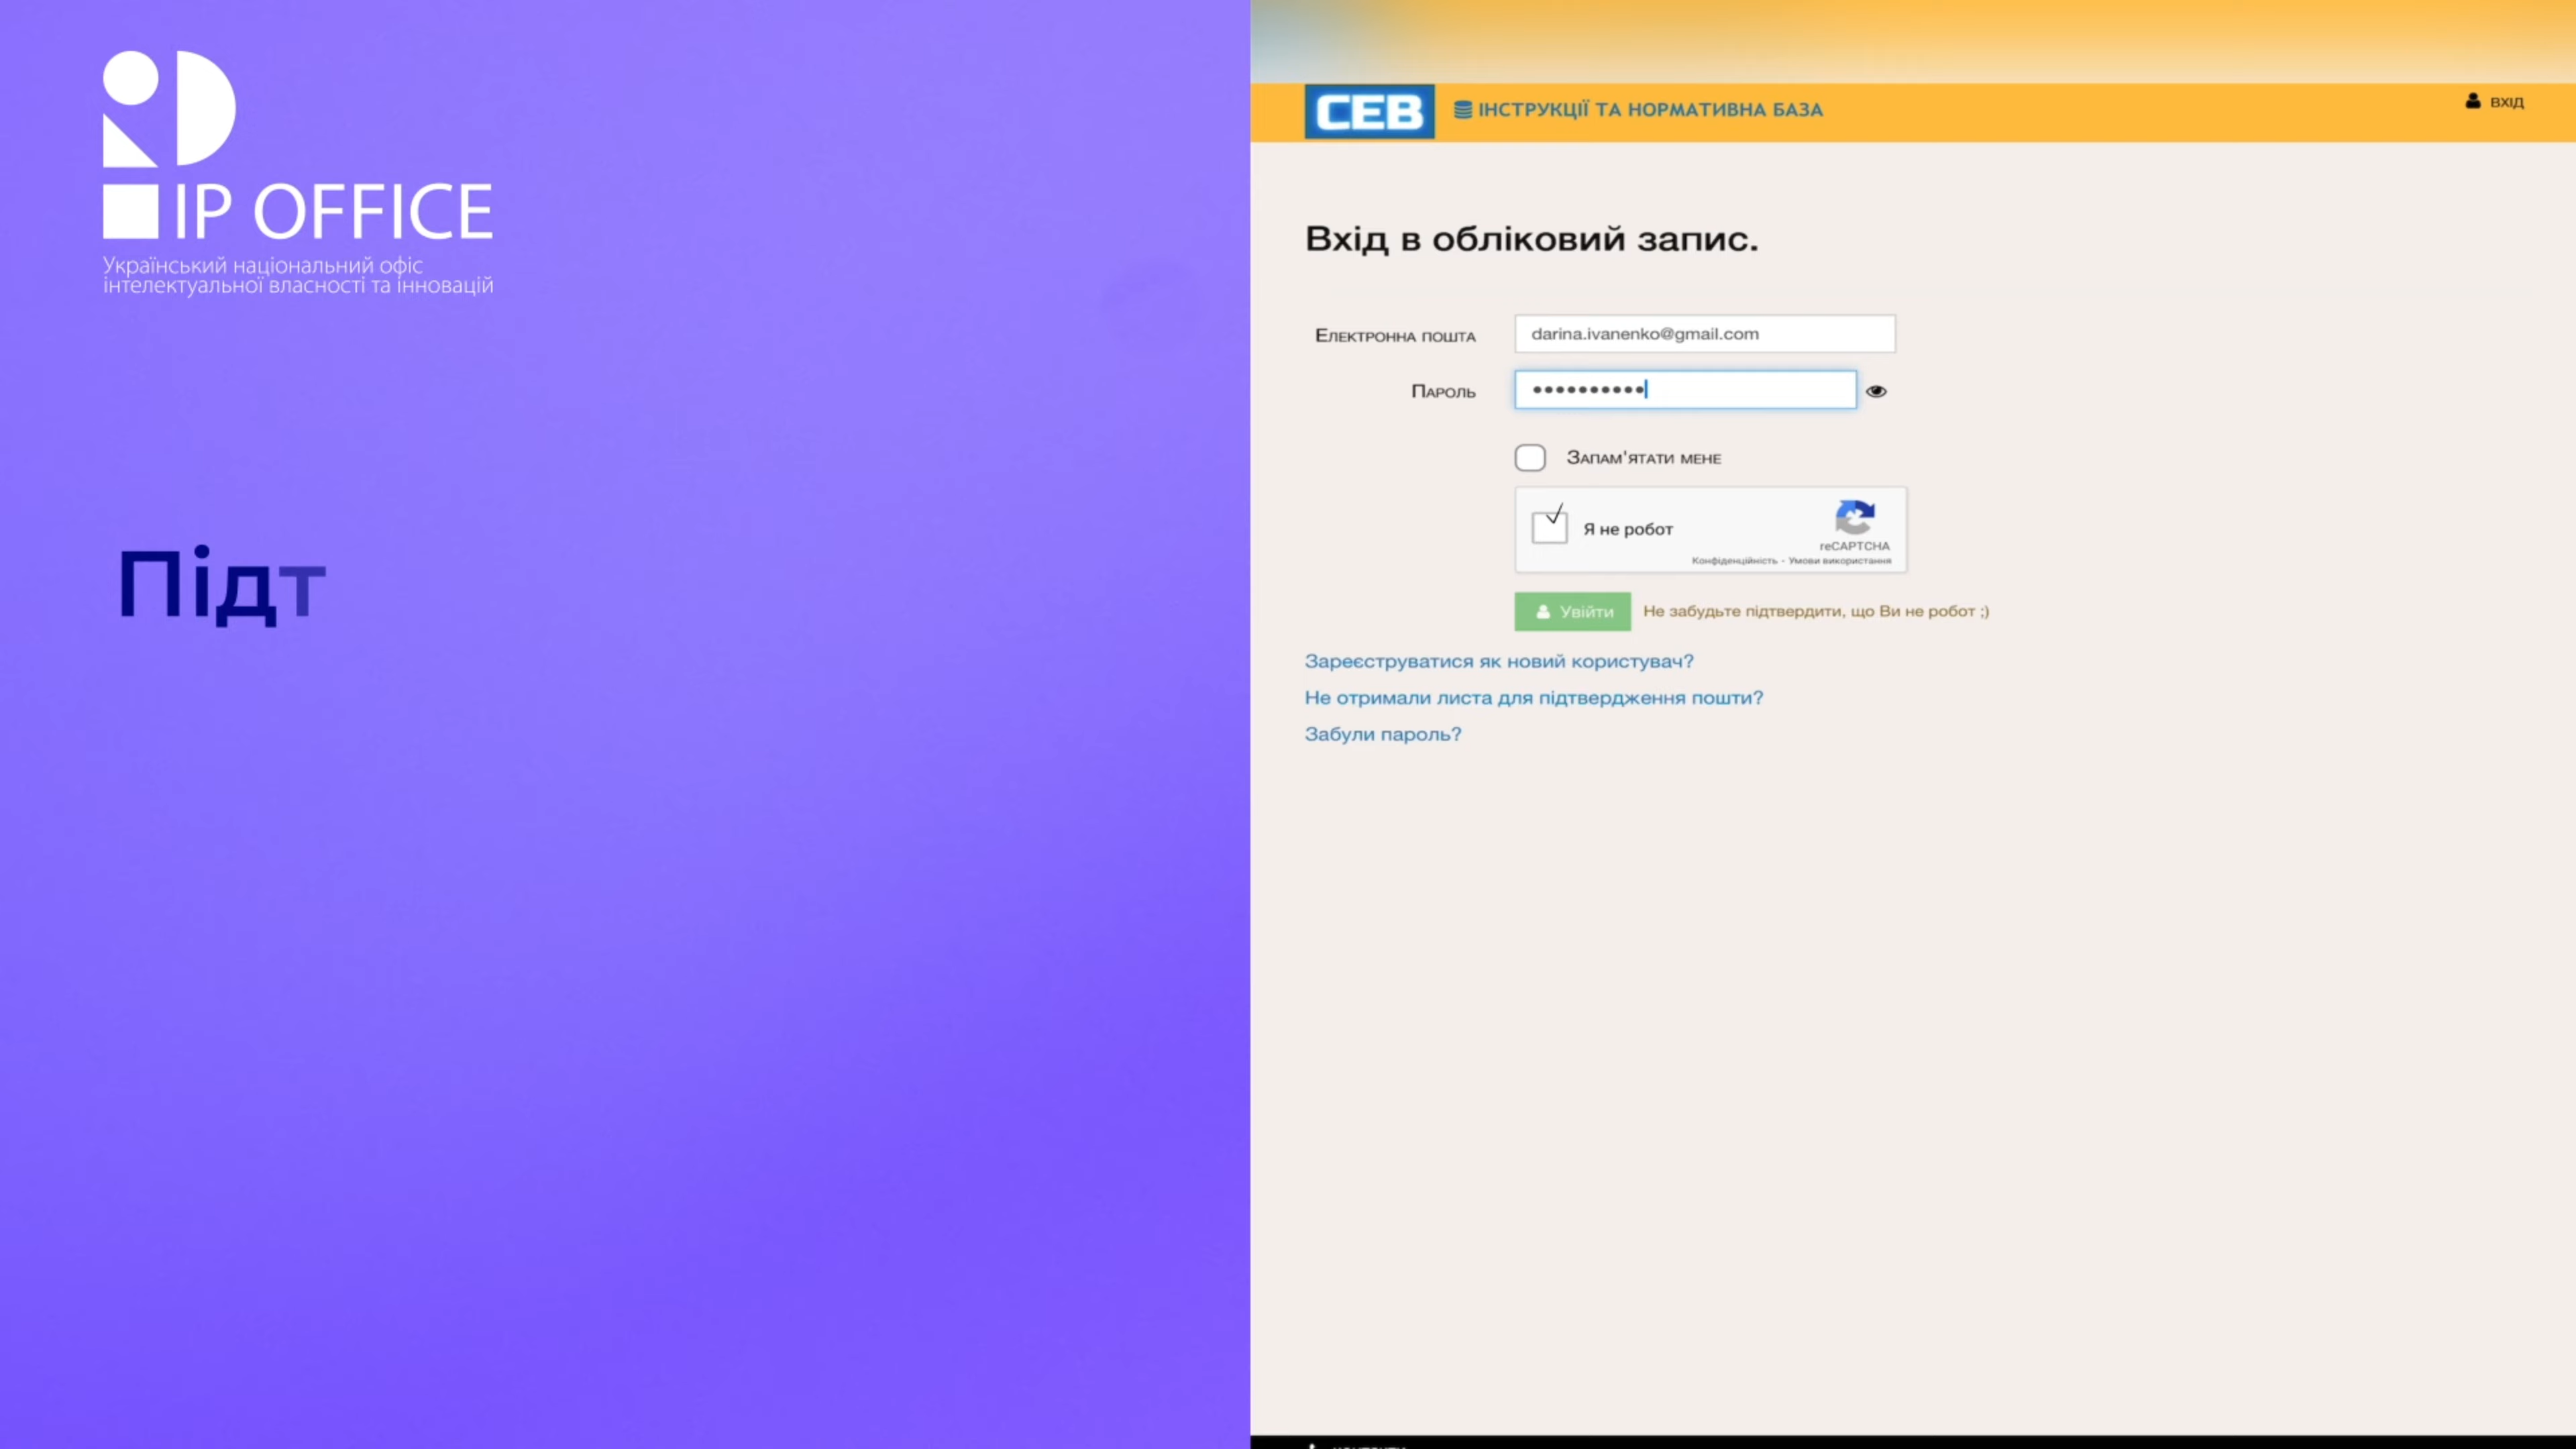 IP OFFICE
Український національний офіс
інтелектуальної власності та інновацій
Підт
СЕВ
ІНСТРУКЦІЇ ТА НОРМАТИВНА БАЗА
ВХІД
Вхід в обліковий запис.
Електронна пошта
darina.ivanenko@gmail.com
Пароль
••••••••••
Запам'ятати мене
Я не робот
reCAPTCHA
Конфіденційність - Умови використання
Увійти
Не забудьте підтвердити, що Ви не робот ;)
Зареєструватися як новий користувач?
Не отримали листа для підтвердження пошти?
Забули пароль?